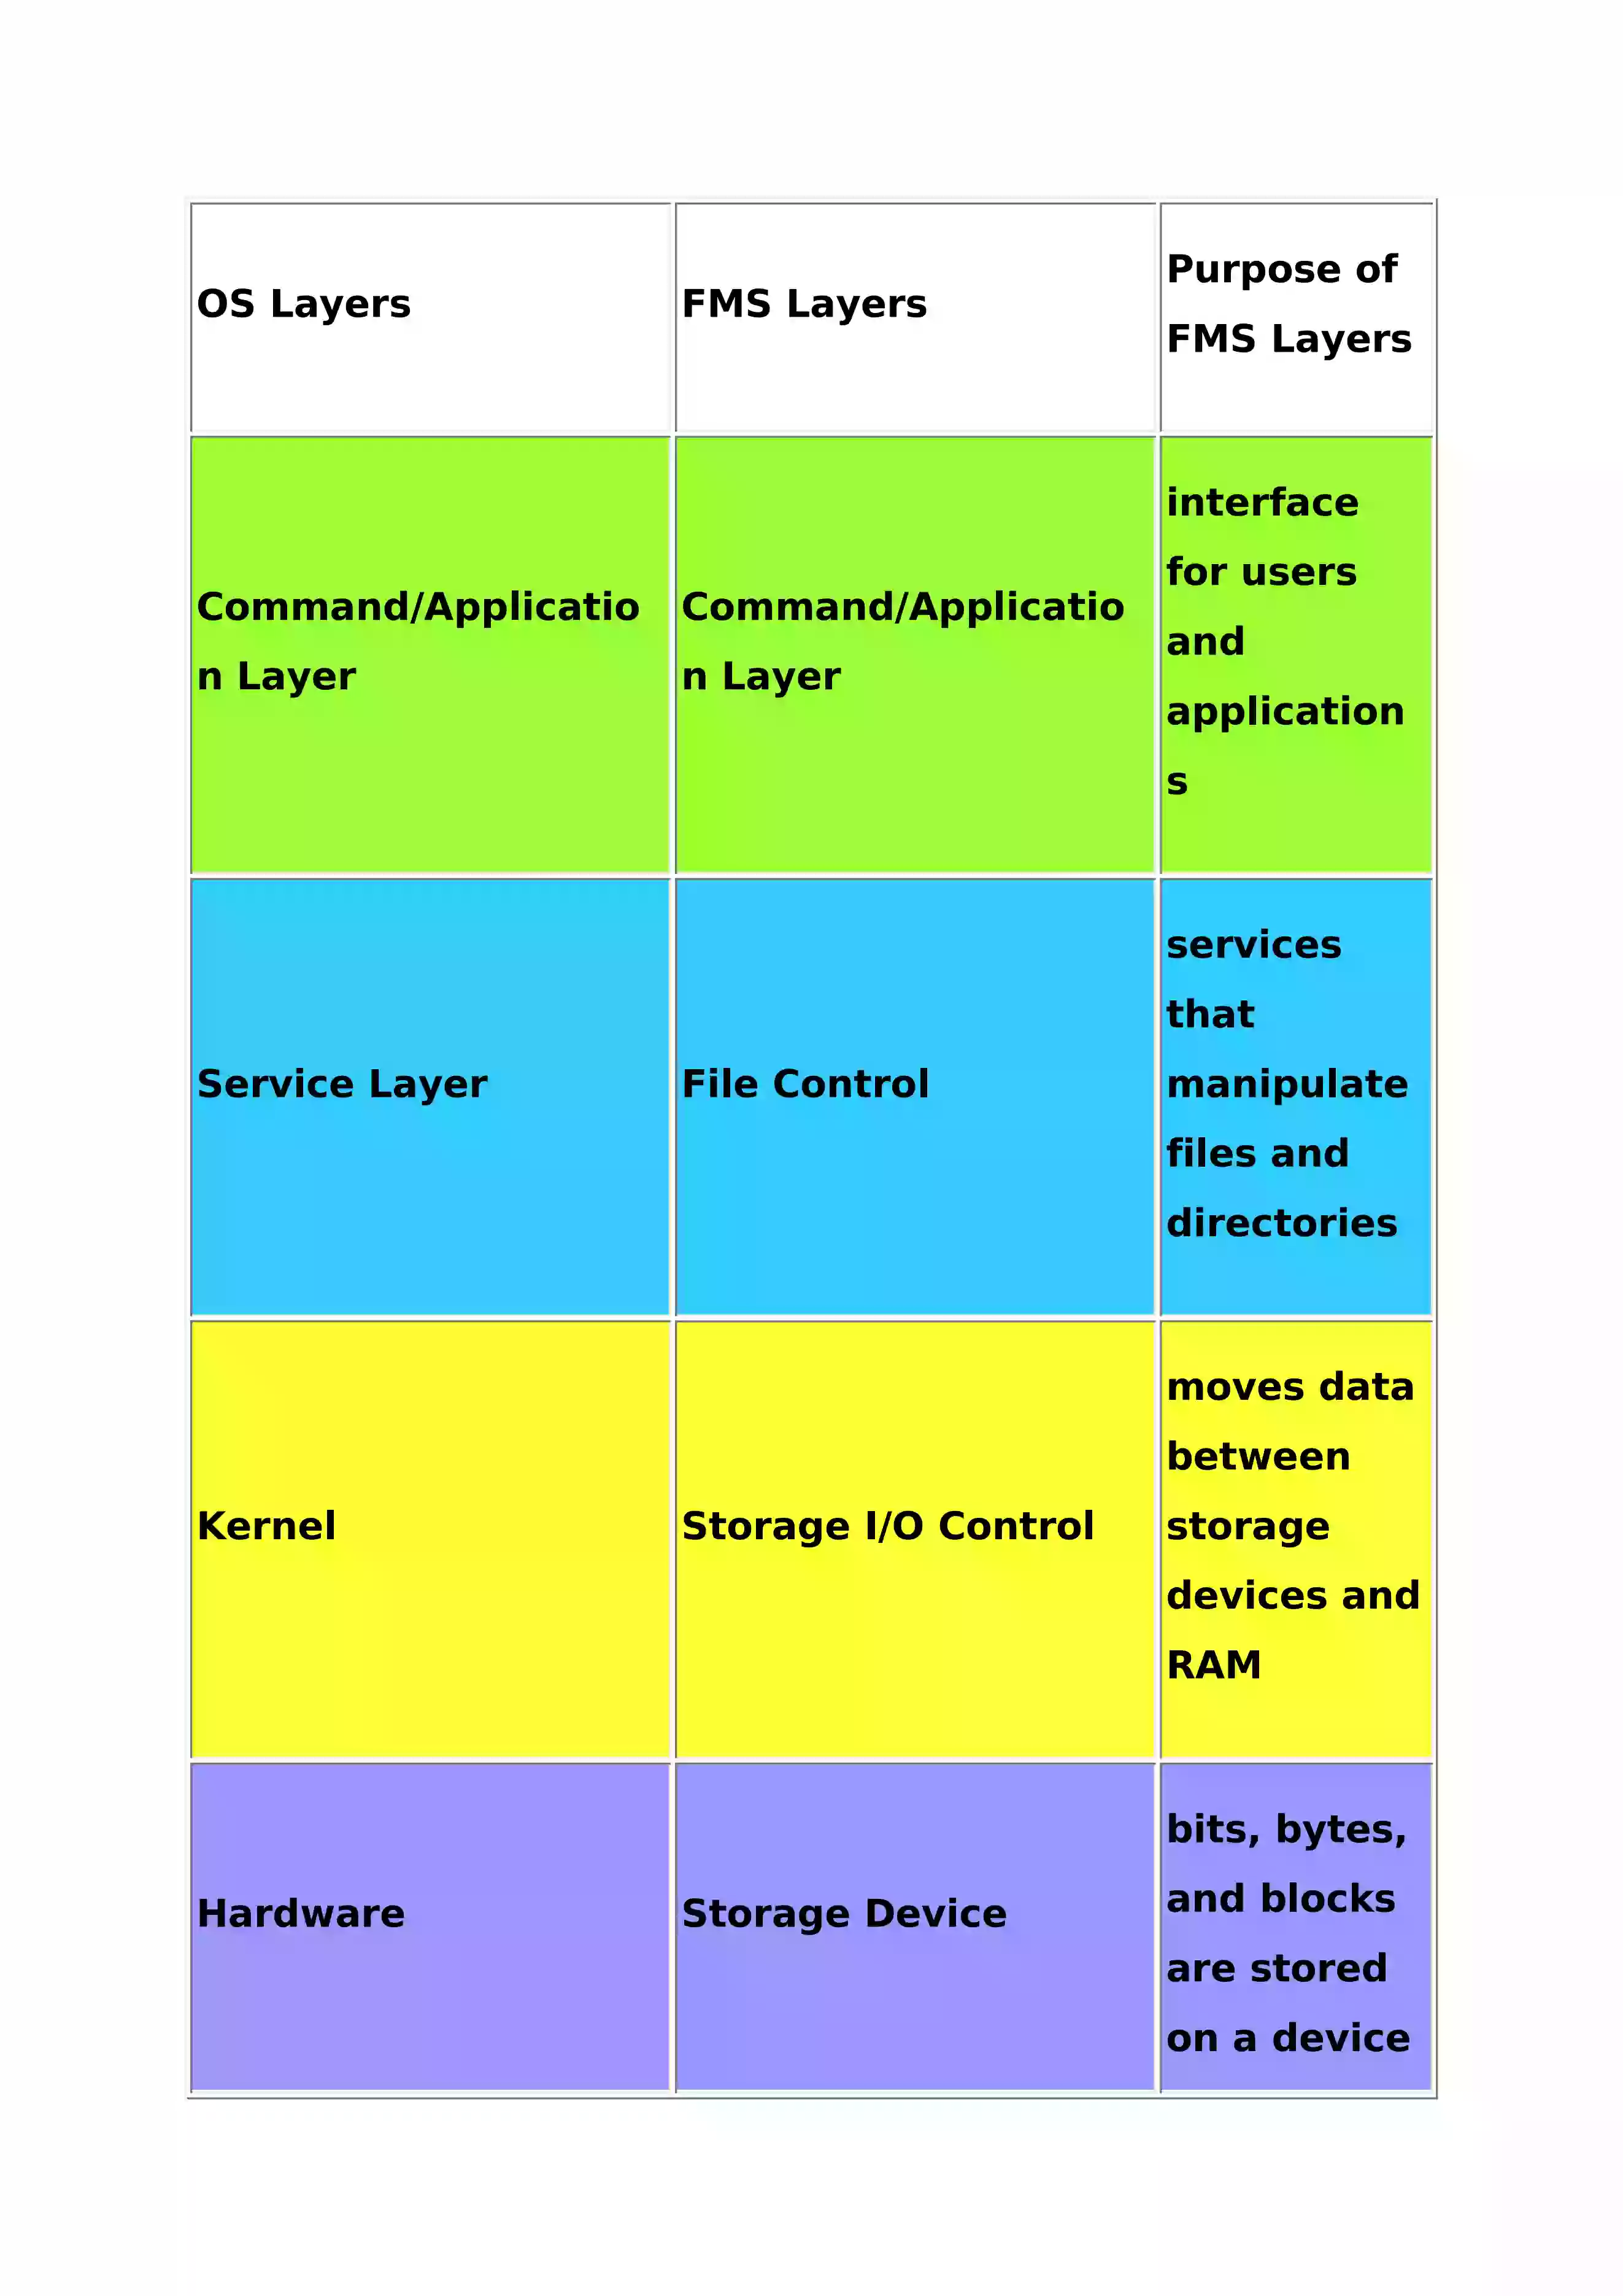 OS Layers
FMS Layers
Purpose of
FMS Layers
Command/Applicatio
n Layer
Command/Applicatio
n Layer
interface
for users
and
application
s
Service Layer
File Control
services
that
manipulate
files and
directories
Kernel
Storage I/O Control
moves data
between
storage
devices and
RAM
Hardware
Storage Device
bits, bytes,
and blocks
are stored
on a device